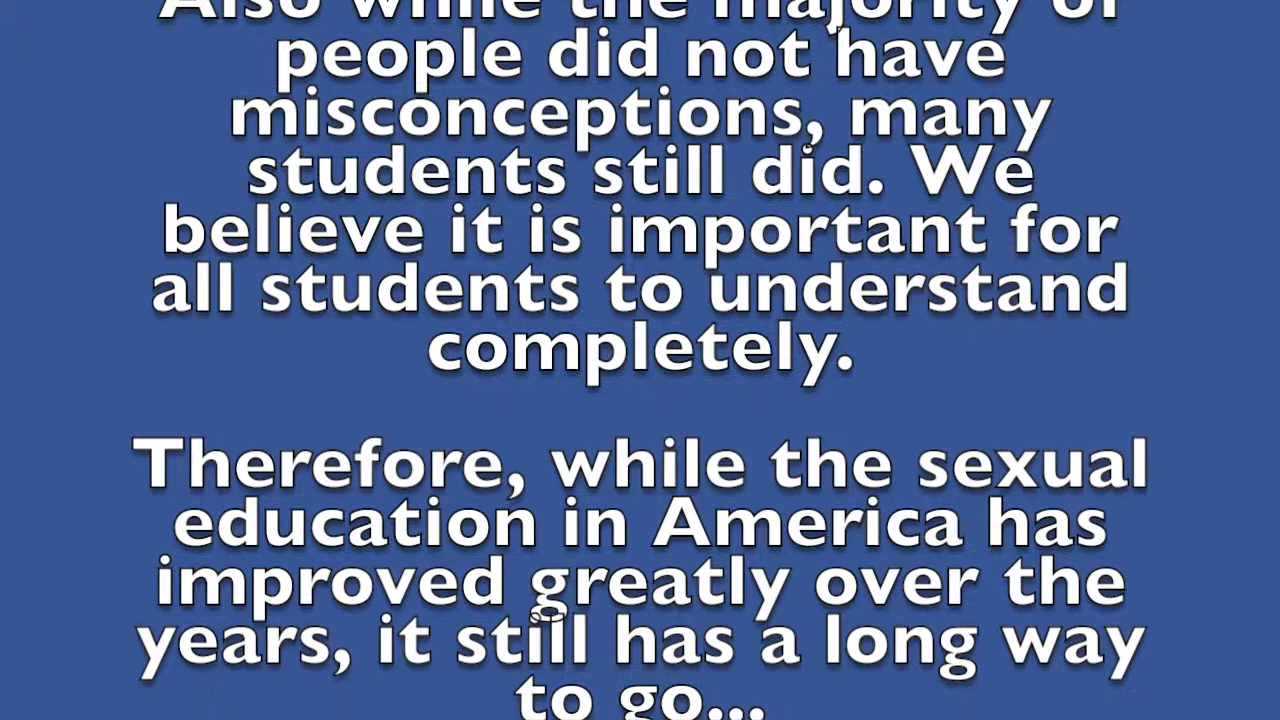 Also while the majority of
people did not have
misconceptions, many
students still did. We
believe it is important for
all students to understand
completely.
Therefore, while the sexual
education in America has
improved greatly over the
years, it still has a long way
to go...